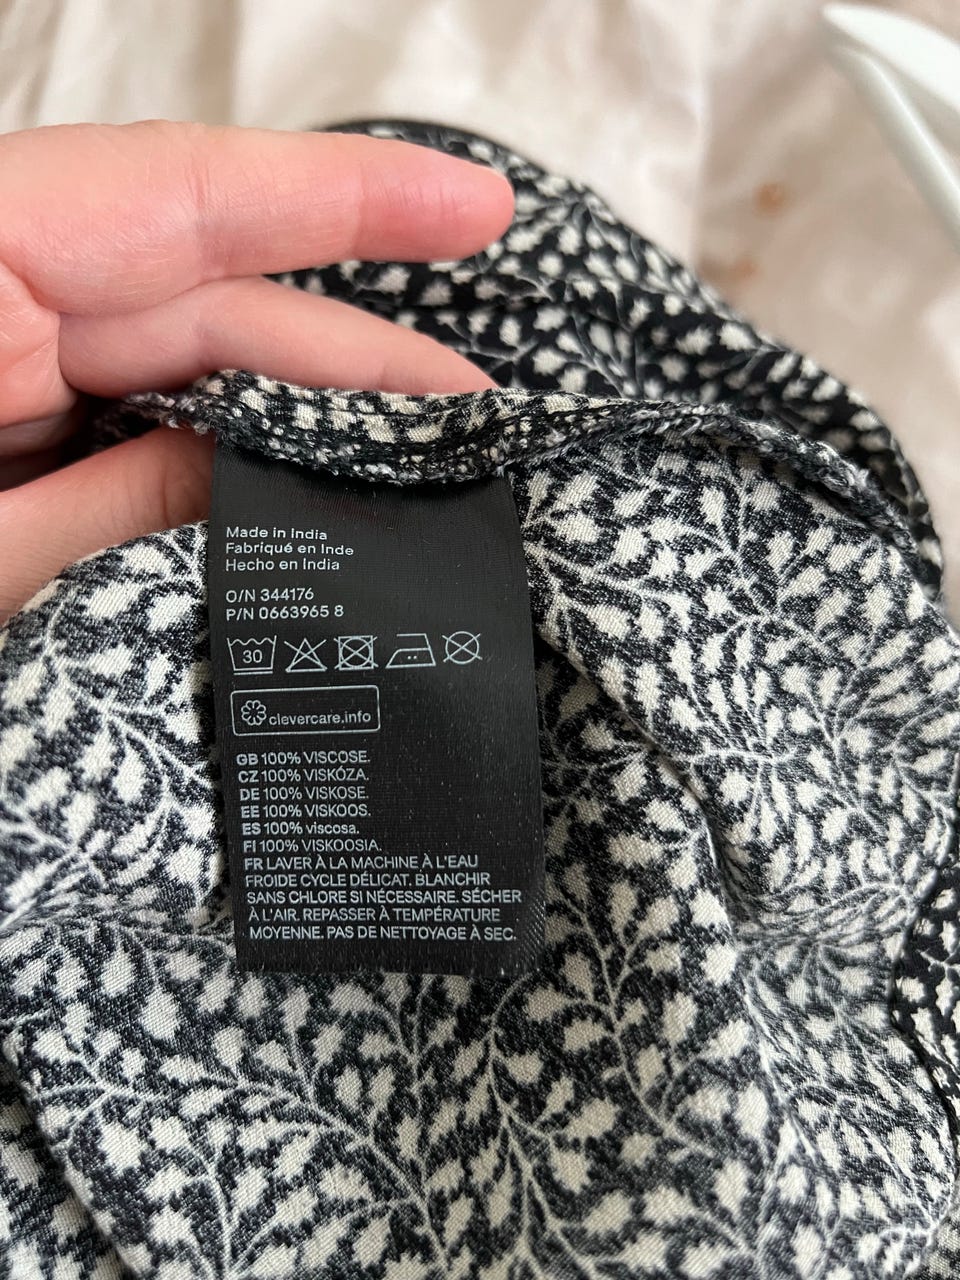 Made in India
Fabriqué en Inde
Hecho en India
O/N 344176
P/N 0663965 8
30
clevercare.info
GB 100% VISCOSE.
CZ 100% VISKÓZA.
DE 100% VISKOSE.
EE 100% VISKOOS.
ES 100% viscosa.
FI 100% VISKOOSIA.
FR LAVER À LA MACHINE À L'EAU
FROIDE CYCLE DÉLICAT. BLANCHIR
SANS CHLORE SI NÉCESSAIRE. SÉCHER
À L'AIR. REPASSER À TEMPÉRATURE
MOYENNE. PAS DE NETTOYAGE À SEC.